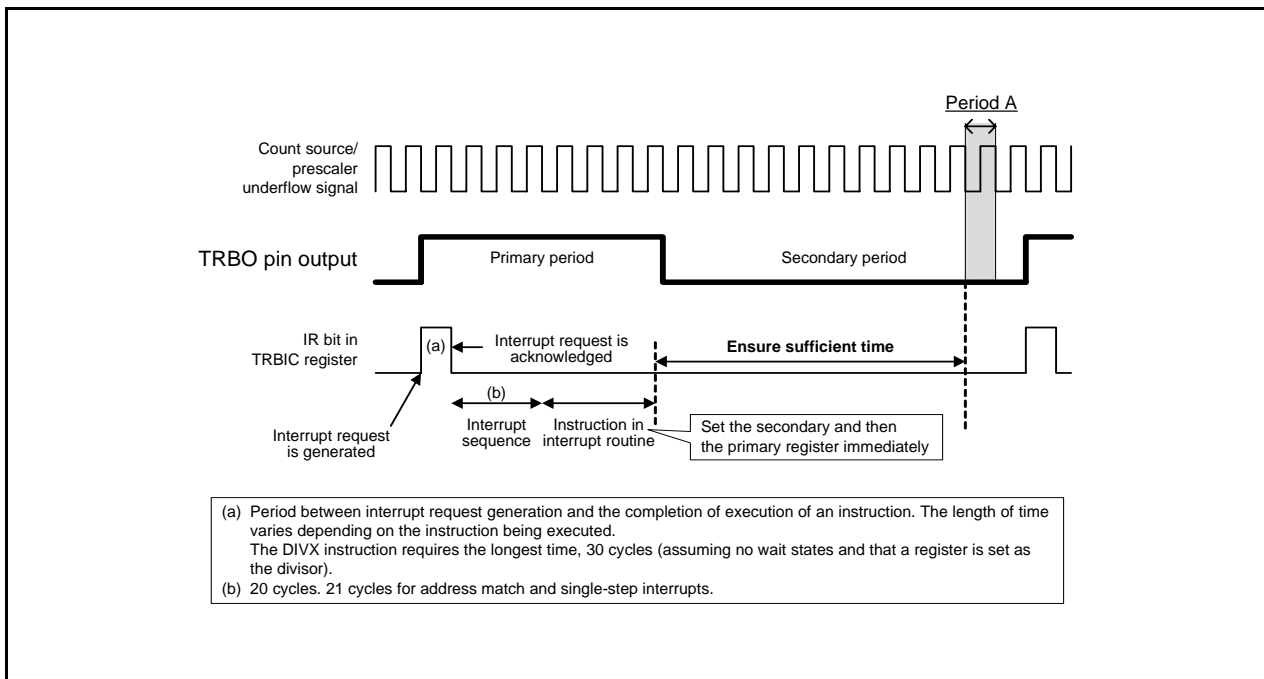 Period A
Count source/
prescaler
underflow signal
TRBO pin output
Primary period
Secondary period
IR bit in
TRBIC register
(a)
Interrupt request is
acknowledged
Ensure sufficient time
(b)
Interrupt request
is generated
Interrupt
sequence
Instruction in
interrupt routine
Set the secondary and then
the primary register immediately
(a) Period between interrupt request generation and the completion of execution of an instruction. The length of time
varies depending on the instruction being executed.
The DIVX instruction requires the longest time, 30 cycles (assuming no wait states and that a register is set as
the divisor).
(b) 20 cycles. 21 cycles for address match and single-step interrupts.